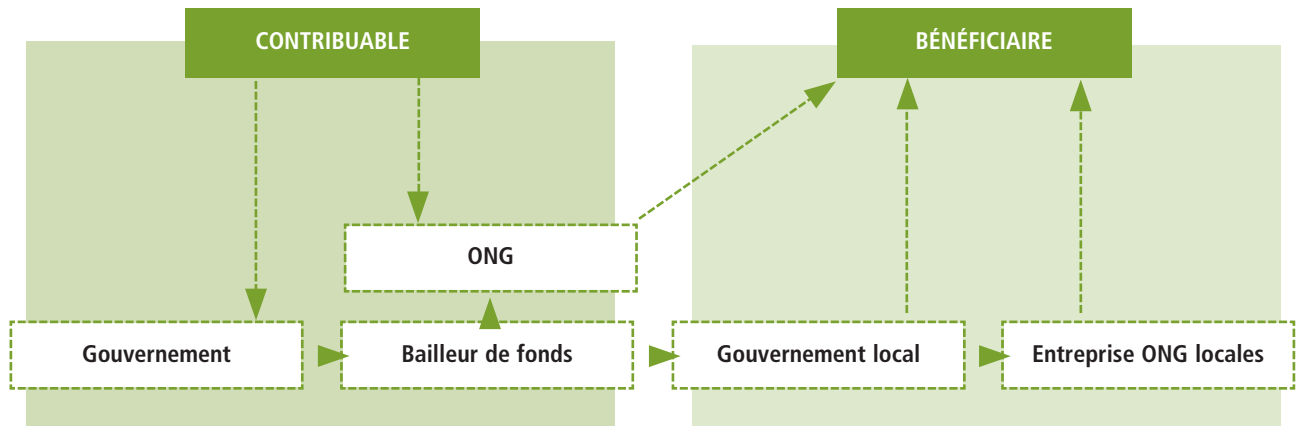 CONTRIBUABLE
BÉNÉFICIAIRE
ONG
Gouvernement
Bailleur de fonds
Gouvernement local
Entreprise ONG locales